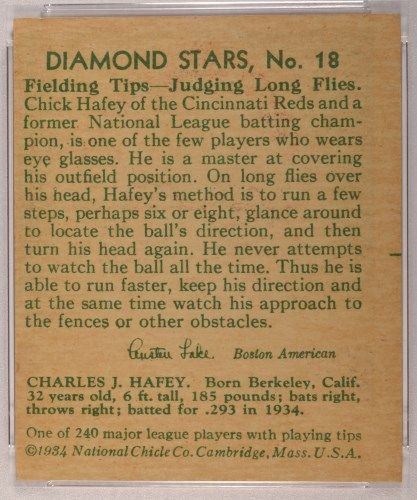 DIAMOND STARS, No. 18
Fielding Tips—Judging Long Flies.
Chick Hafey of the Cincinnati Reds and a
former National League batting cham-
pion, is one of the few players who wears
eye glasses. He is a master at covering
his outfield position. On long flies over
his head, Hafey's method is to run a few
steps, perhaps six or eight, glance around
to locate the ball's direction, and then
turn his head again. He never attempts
to watch the ball all the time. Thus he is
able to run faster, keep his direction and
at the same time watch his approach to
the fences or other obstacles.
Austen Lake Boston American
CHARLES J. HAFEY. Born Berkeley, Calif.
32 years old, 6 ft. tall, 185 pounds; bats right,
throws right; batted for .293 in 1934.
One of 240 major league players with playing tips
©1934 National Chicle Co. Cambridge, Mass. U.S.A.